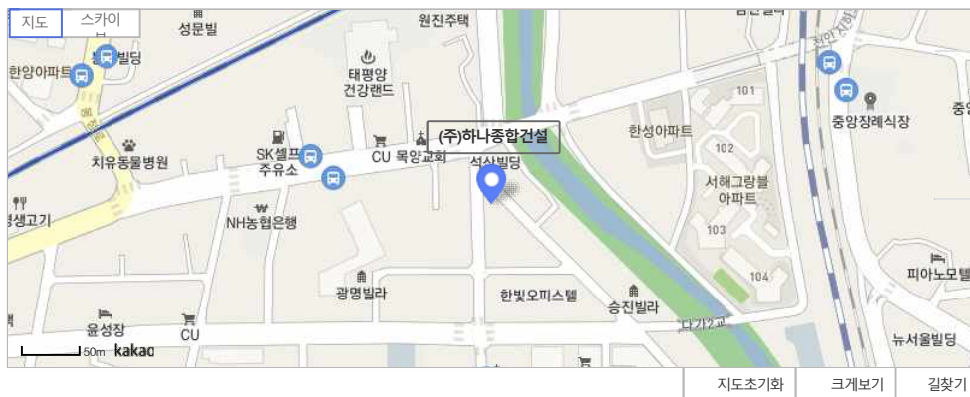 지도
스카이
성문빌
원진주택
빌딩
한양아파트
태평양
건강랜드
101
중앙장례식장
(주)하나종합건설
한성아파트
102
치유동물병원
SK셀프
주유소
CU
목양교회
석산빌딩
서해그랑블
아파트
NH농협은행
103
피아노모텔
104
광명빌라
한빛오피스텔
승진빌라
윤성장
CU
다가2교
뉴서울빌딩
50m
kakao
지도초기화
크게보기
길찾기